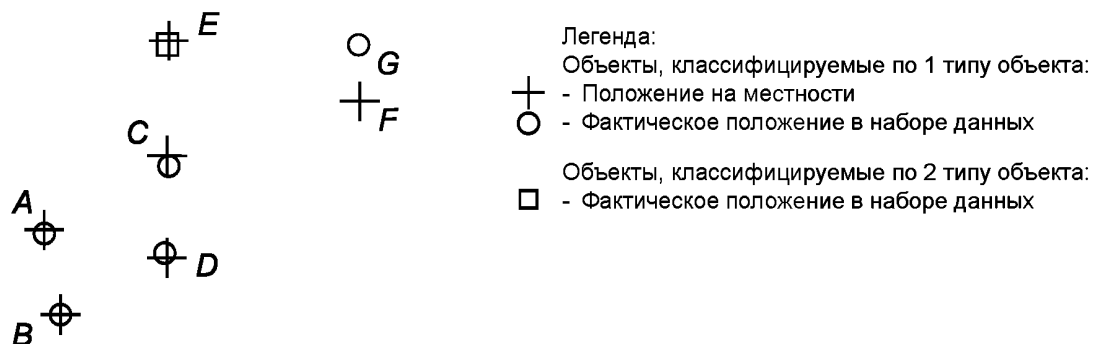 E
G
F
C
A
D
B
Легенда:
Объекты, классифицируемые по 1 типу объекта:
- Положение на местности
- Фактическое положение в наборе данных
Объекты, классифицируемые по 2 типу объекта:
- Фактическое положение в наборе данных